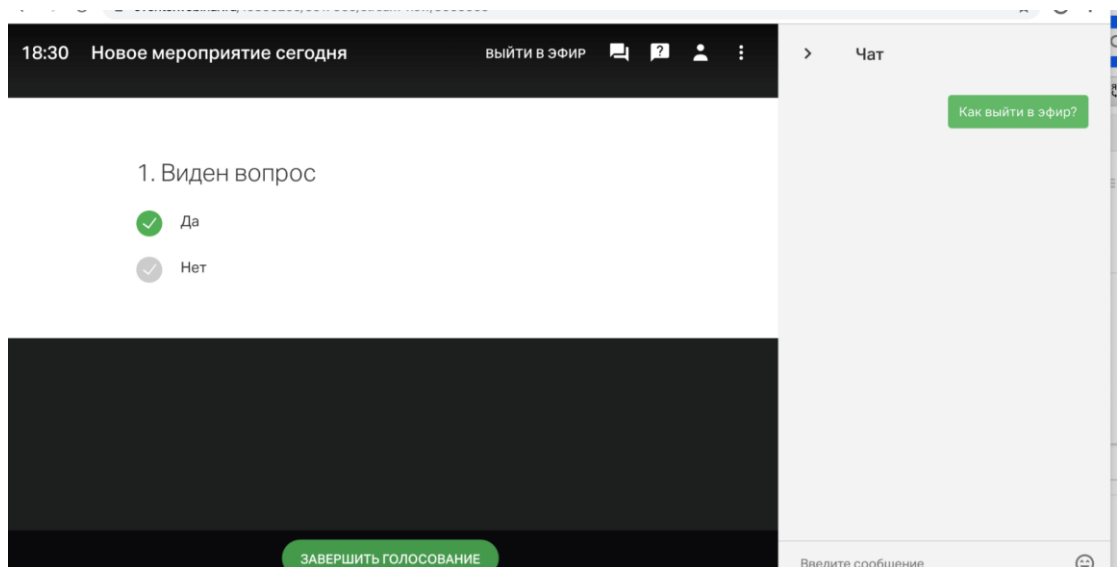 18:30 Новое мероприятие сегодня
ВЫЙТИ В ЭФИР
Чат
Как выйти в эфир?
1. Виден вопрос
Да
Нет
ЗАВЕРШИТЬ ГОЛОСОВАНИЕ
Введите сообщение